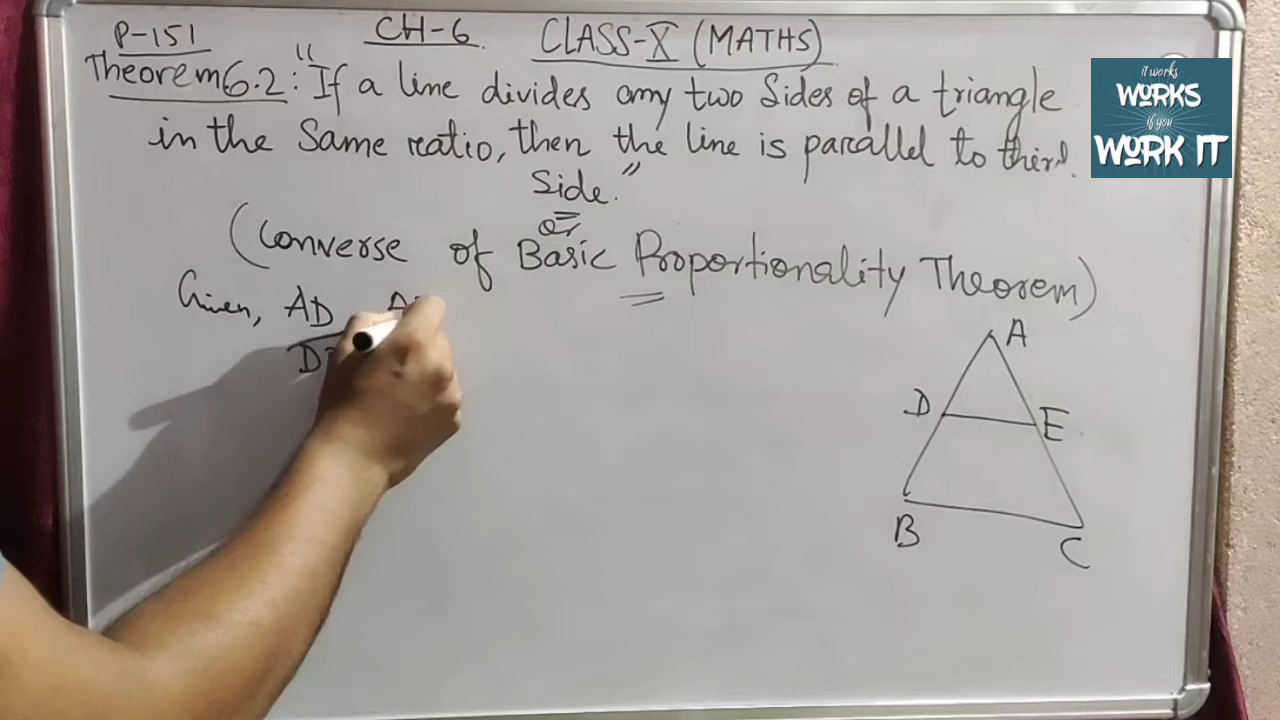 P-151 CH-6 CLASS-X (MATHS)
Theorem 6.2: "If a line divides any two Sides of a triangle
in the Same ratio, then the line is parallel to third
Side."
or
(Converse of Basic Proportionality Theorem)
Given, AD
D
A
D E
B
C
it works
WORKS
if you
WORK IT